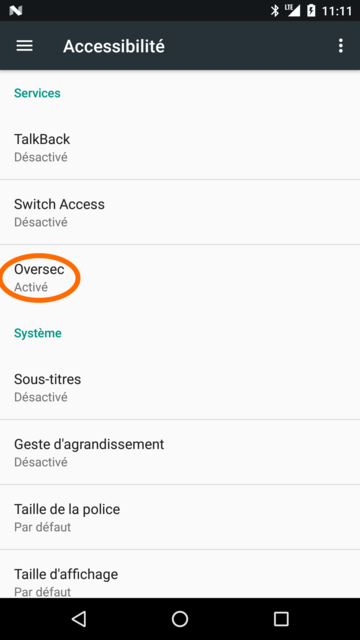 LTE 11:11
Accessibilité
Services
TalkBack
Désactivé
Switch Access
Désactivé
Oversec
Activé
Système
Sous-titres
Désactivé
Geste d'agrandissement
Désactivé
Taille de la police
Par défaut
Taille d'affichage
Par défaut